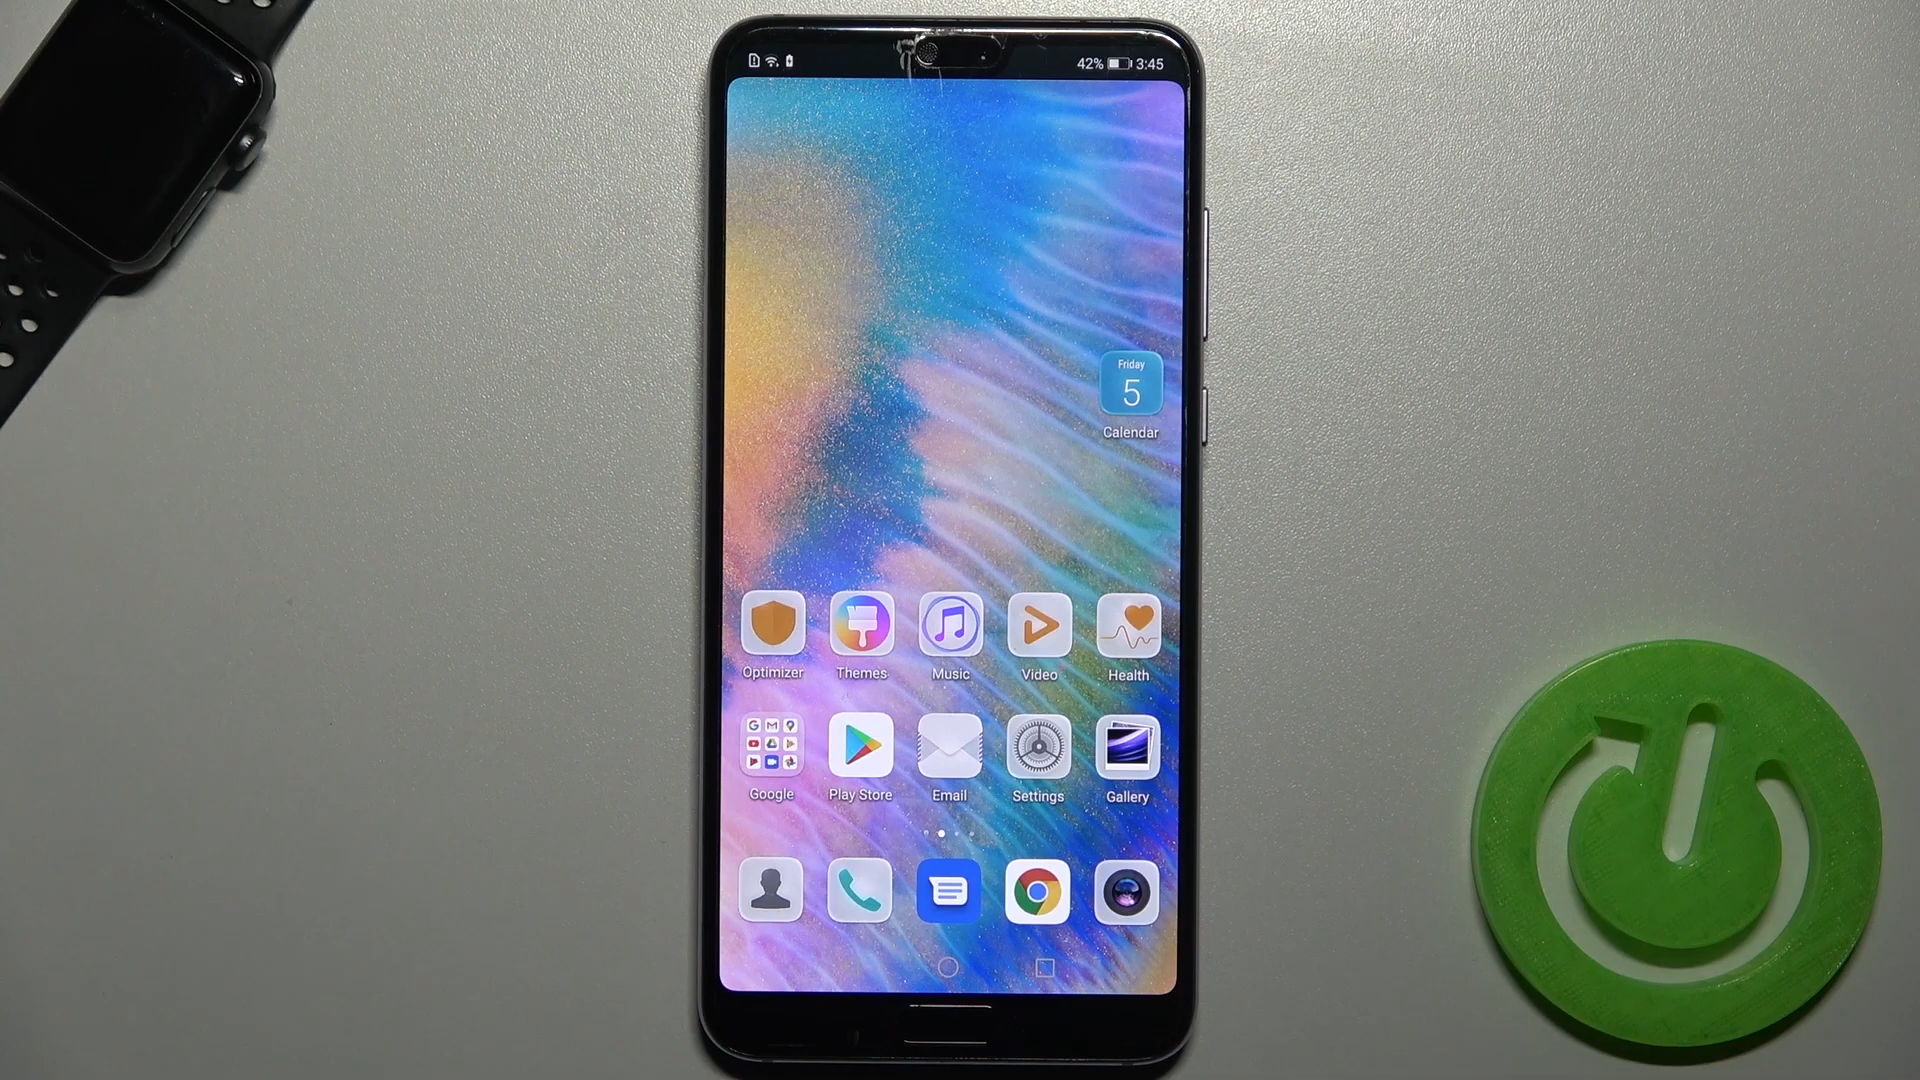 42% 3:45
Friday
5
Calendar
Optimizer Themes Music Video Health
Google Play Store Email Settings Gallery